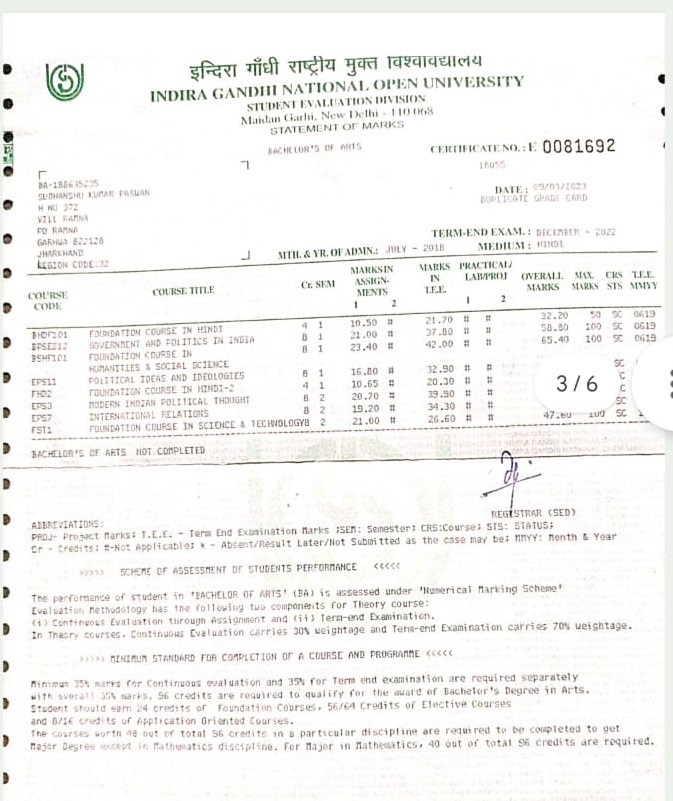 इन्दिरा गाँधी राष्ट्रीय मुक्त विश्वविद्यालय
INDIRA GANDHI NATIONAL OPEN UNIVERSITY
STUDENT EVALUATION DIVISION
Maidan Garhi, New Delhi - 110 068
STATEMENT OF MARKS
BACHELOR'S OF ARTS
CERTIFICATE NO. : E 0081692
16055
BA-188635235
SUDHANSHU KUMAR PASWAN
H NO 372
VILL RAMNA
PO RAMNA
GARHWA 822128
JHARKHAND
REGION CODE:32
DATE : 09/03/2023
DUPLICATE GRADE CARD
TERM-END EXAM. : DECEMBER - 2022
MTH. & YR. OF ADMN.: JULY - 2018 MEDIUM : HINDI
COURSE CODE COURSE TITLE Cr. SEM MARKS IN ASSIGN- MENTS 1 2 MARKS IN T.E.E. PRACTICAL/ LAB/PROJ 1 2 OVERALL MARKS MAX. MARKS CRS STS T.E.E. MMYY
BHDF101 FOUNDATION COURSE IN HINDI 4 1 10.50 # 21.70 # # 32.20 50 SC 0619
BPSE212 GOVERNMENT AND POLITICS IN INDIA 8 1 21.00 # 37.80 # # 58.80 100 SC 0619
BSHF101 FOUNDATION COURSE IN 8 1 23.40 # 42.00 # # 65.40 100 SC 0619
HUMANITIES & SOCIAL SCIENCE
EPS11 POLITICAL IDEAS AND IDEOLOGIES 8 1 16.80 # 32.90 # # SC
FHD2 FOUNDATION COURSE IN HINDI-2 4 1 10.65 # 20.30 # #
EPS3 MODERN INDIAN POLITICAL THOUGHT 8 2 20.70 # 39.90 # #
EPS7 INTERNATIONAL RELATIONS 8 2 19.20 # 34.30 # #
FST1 FOUNDATION COURSE IN SCIENCE & TECHNOLOGY 8 2 21.00 # 26.60 # # 47.60 100 SC
3/6
BACHELOR'S OF ARTS NOT COMPLETED
REGISTRAR (SED)
ABBREVIATIONS:
PROJ- Project Marks; T.E.E. - Term End Examination Marks ;SEM: Semester; CRS:Course; STS: STATUS;
Cr - Credits; #-Not Applicable; * - Absent/Result Later/Not Submitted as the case may be; MMYY: Month & Year
>>>>> SCHEME OF ASSESSMENT OF STUDENTS PERFORMANCE <<<<<
The performance of student in 'BACHELOR OF ARTS' (BA) is assessed under 'Numerical Marking Scheme'
Evaluation Methodology has the following two components for Theory course:
(i) Continuous Evaluation through Assignment and (ii) Term-end Examination.
In Theory courses. Continuous Evaluation carries 30% weightage and Term-end Examination carries 70% weightage.
>>>>> MINIMUM STANDARD FOR COMPLETION OF A COURSE AND PROGRAMME <<<<<
Minimum 35% marks for Continuous evaluation and 35% for Term end examination are required separately
with overall 35% marks. 96 credits are required to qualify for the award of Bachelor's Degree in Arts.
Student should earn 24 credits of Foundation Courses, 56/64 Credits of Elective Courses
and 8/16 credits of Application Oriented Courses.
The courses worth 48 out of total 96 credits in a particular discipline are required to be completed to get
Major Degree except in Mathematics discipline. For Major in Mathematics, 40 out of total 96 credits are required.